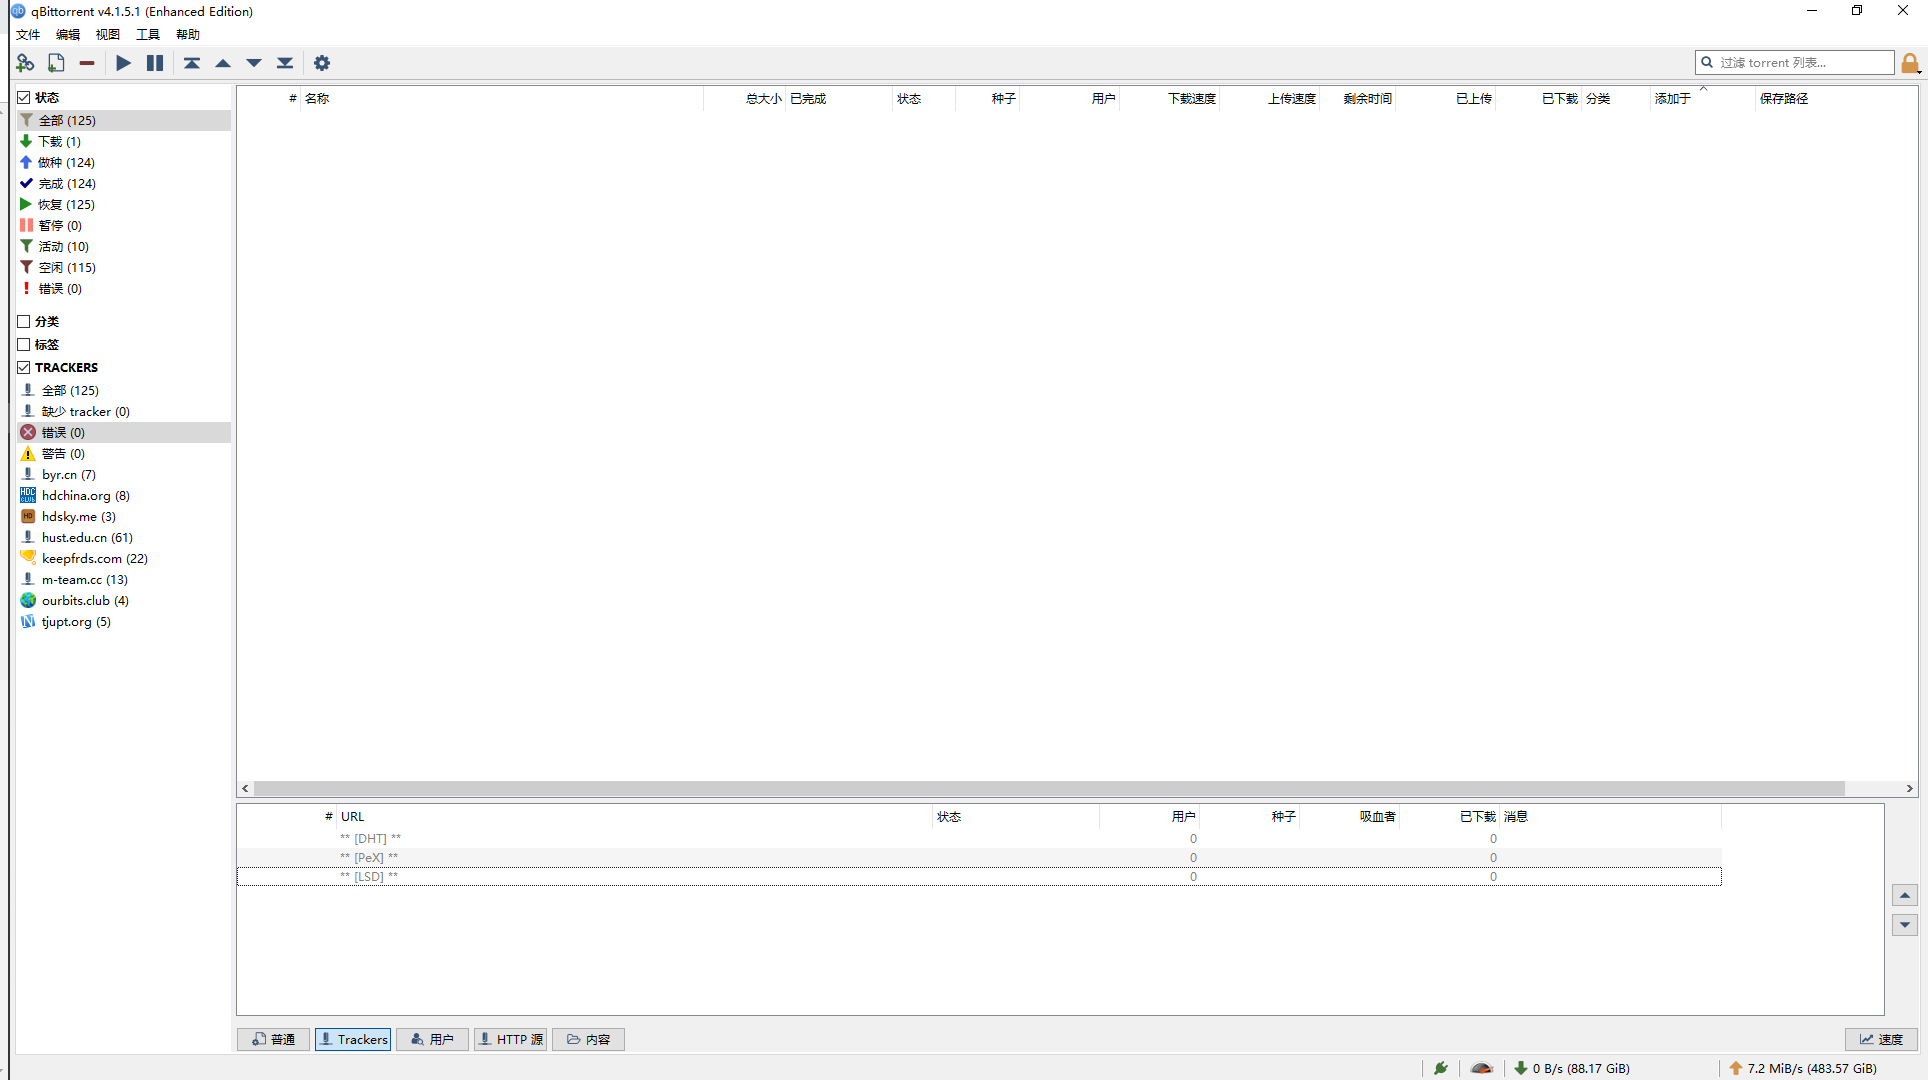 qBittorrent v4.1.5.1 (Enhanced Edition)
文件 编辑 视图 工具 帮助
过滤 torrent 列表...
状态
全部 (125)
下载 (1)
做种 (124)
完成 (124)
恢复 (125)
暂停 (0)
活动 (10)
空闲 (115)
错误 (0)
分类
标签
TRACKERS
全部 (125)
缺少 tracker (0)
错误 (0)
警告 (0)
byr.cn (7)
hdchina.org (8)
hdsky.me (3)
hust.edu.cn (61)
keepfrds.com (22)
m-team.cc (13)
ourbits.club (4)
tjupt.org (5)
# 名称 总大小 已完成 状态 种子 用户 下载速度 上传速度 剩余时间 已上传 已下载 分类 添加于 保存路径
# URL 状态 用户 种子 吸血者 已下载 消息
** [DHT] ** 0 0
** [PeX] ** 0 0
** [LSD] ** 0 0
普通 Trackers 用户 HTTP 源 内容 速度
0 B/s (88.17 GiB) 7.2 MiB/s (483.57 GiB)